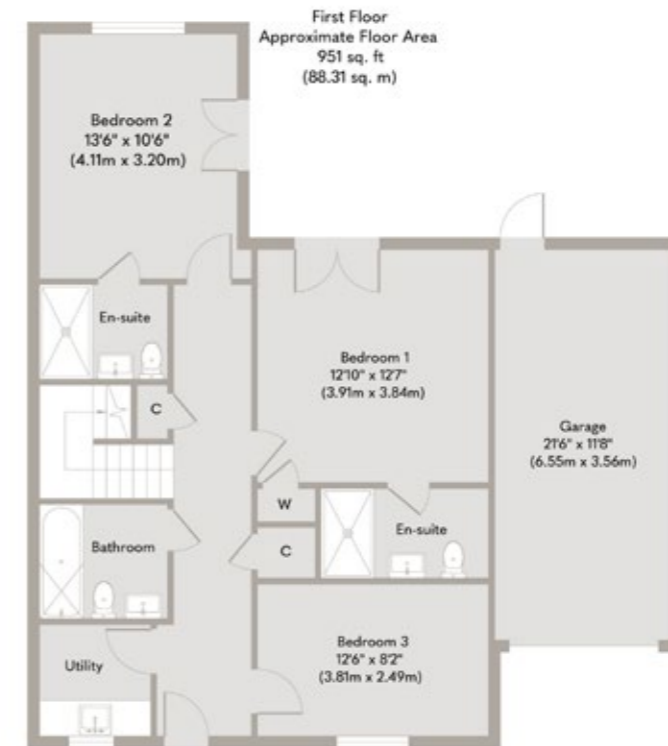 First Floor
Approximate Floor Area
951 sq. ft
(88.31 sq. m)
Bedroom 2
13'6" x 10'6"
(4.11m x 3.20m)
En-suite
C
Bedroom 1
12'10" x 12'7"
(3.91m x 3.84m)
Garage
21'6" x 11'8"
(6.55m x 3.56m)
W
En-suite
Bathroom
C
Utility
Bedroom 3
12'6" x 8'2"
(3.81m x 2.49m)